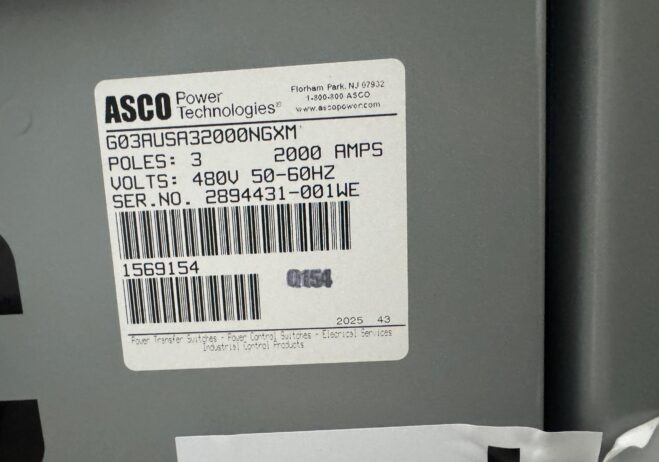 ASCO Power Technologies®
Florham Park, NJ 07932
1-800-800-ASCO
www.ascopower.com
G03AUSA32000NGXM
POLES: 3 2000 AMPS
VOLTS: 480V 50-60HZ
SER.NO. 2894431-001WE
1569154
Q154
2025 43
Power Transfer Switches - Power Control Switches - Electrical Services
Industrial Control Products